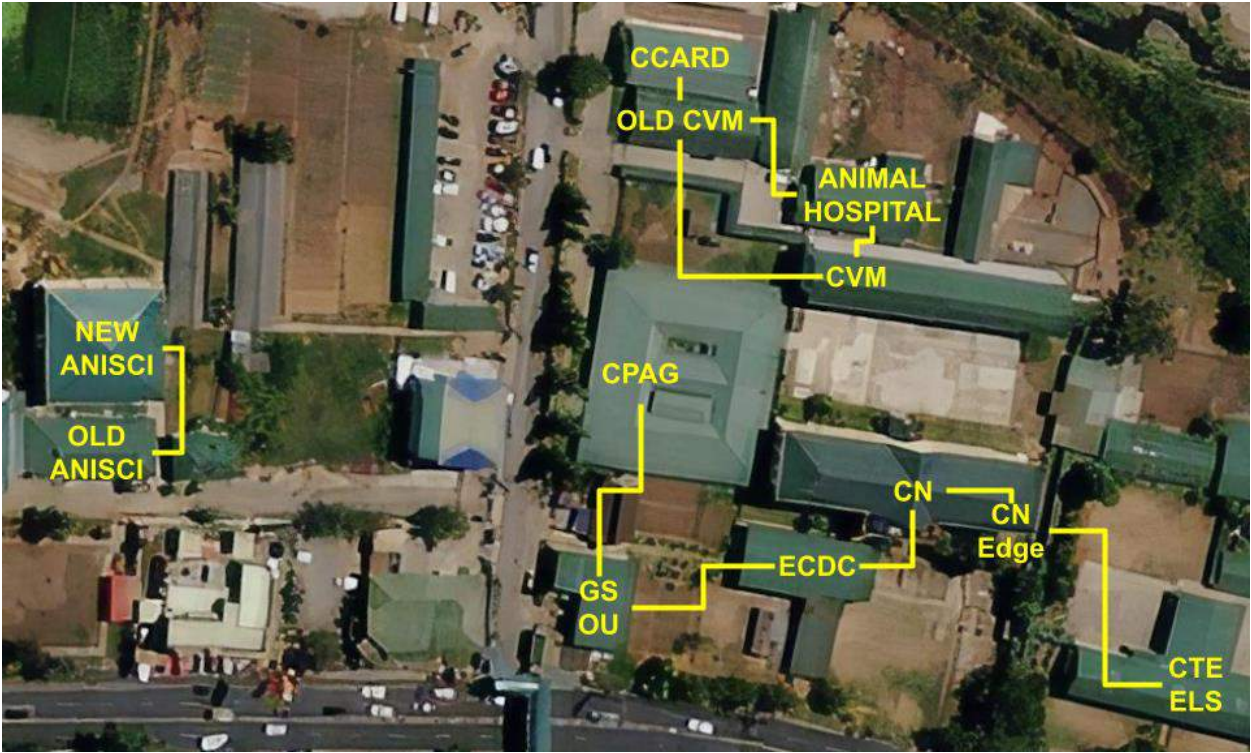 CCARD
OLD CVM
ANIMAL
HOSPITAL
CVM
NEW
ANISCI
CPAG
OLD
ANISCI
CN
CN
Edge
ECDC
GS
OU
CTE
ELS